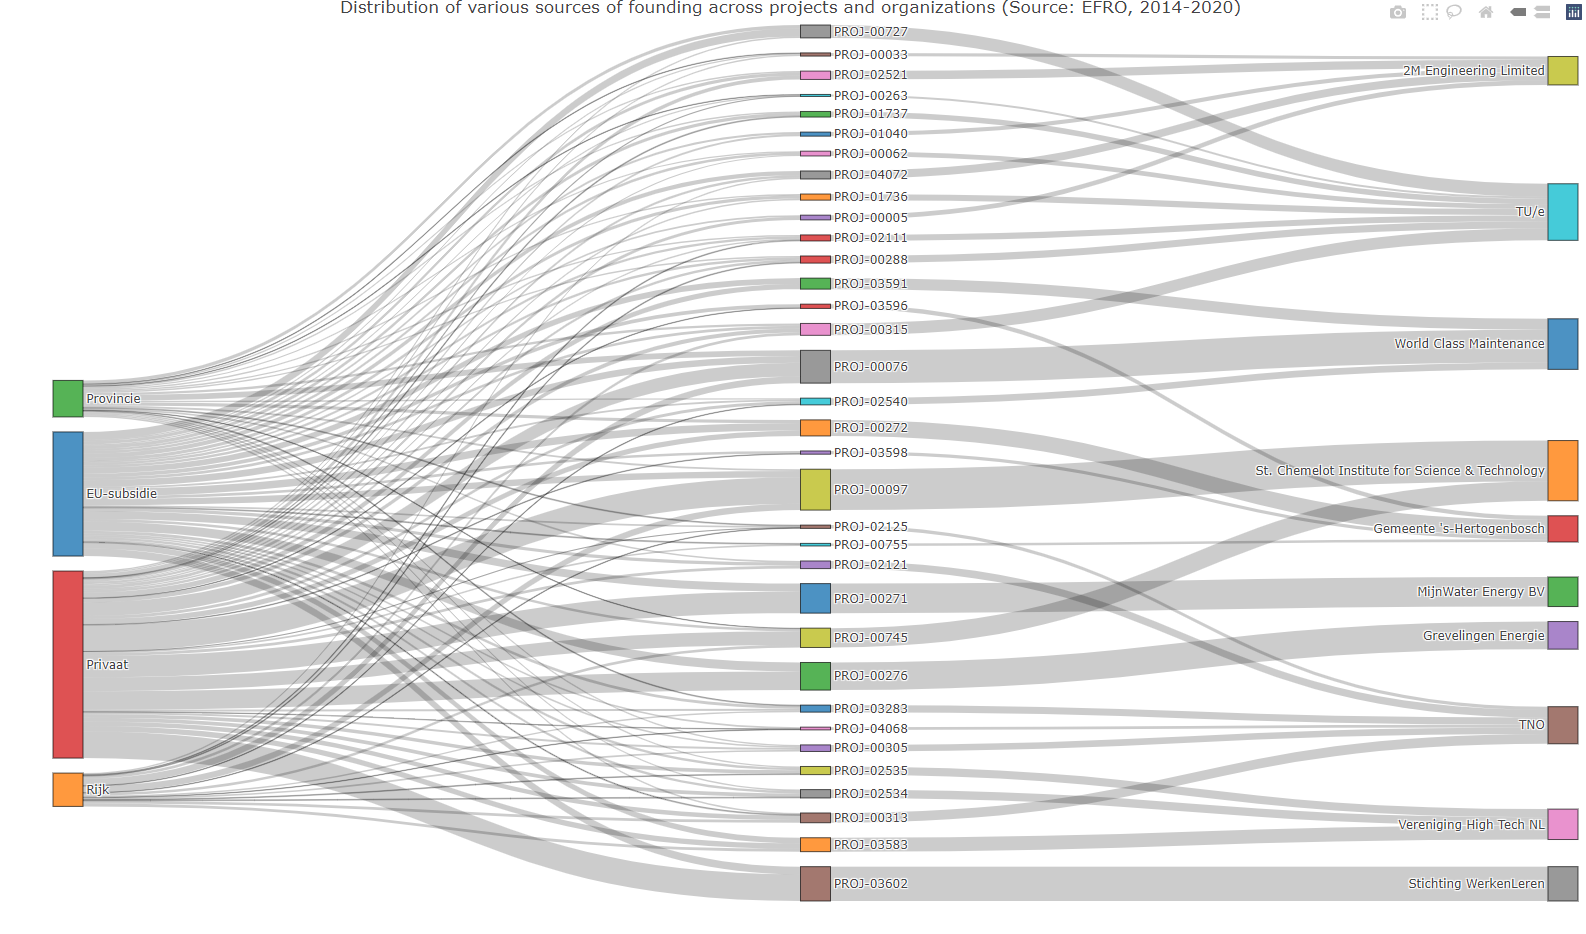 Distribution of various sources of founding across projects and organizations (Source: EFRO, 2014-2020)
Provincie
EU-subsidie
Privaat
Rijk
PROJ-00727
PROJ-00033
PROJ-02521
PROJ-00263
PROJ-01737
PROJ-01040
PROJ-00062
PROJ-04072
PROJ-01736
PROJ-00005
PROJ-02111
PROJ-00288
PROJ-03591
PROJ-03596
PROJ-00315
PROJ-00076
PROJ-02540
PROJ-00272
PROJ-03598
PROJ-00097
PROJ-02125
PROJ-00755
PROJ-02121
PROJ-00271
PROJ-00745
PROJ-00276
PROJ-03283
PROJ-04068
PROJ-00305
PROJ-02535
PROJ-02534
PROJ-00313
PROJ-03583
PROJ-03602
2M Engineering Limited
TU/e
World Class Maintenance
St. Chemelot Institute for Science & Technology
Gemeente 's-Hertogenbosch
MijnWater Energy BV
Grevelingen Energie
TNO
Vereniging High Tech NL
Stichting WerkenLeren